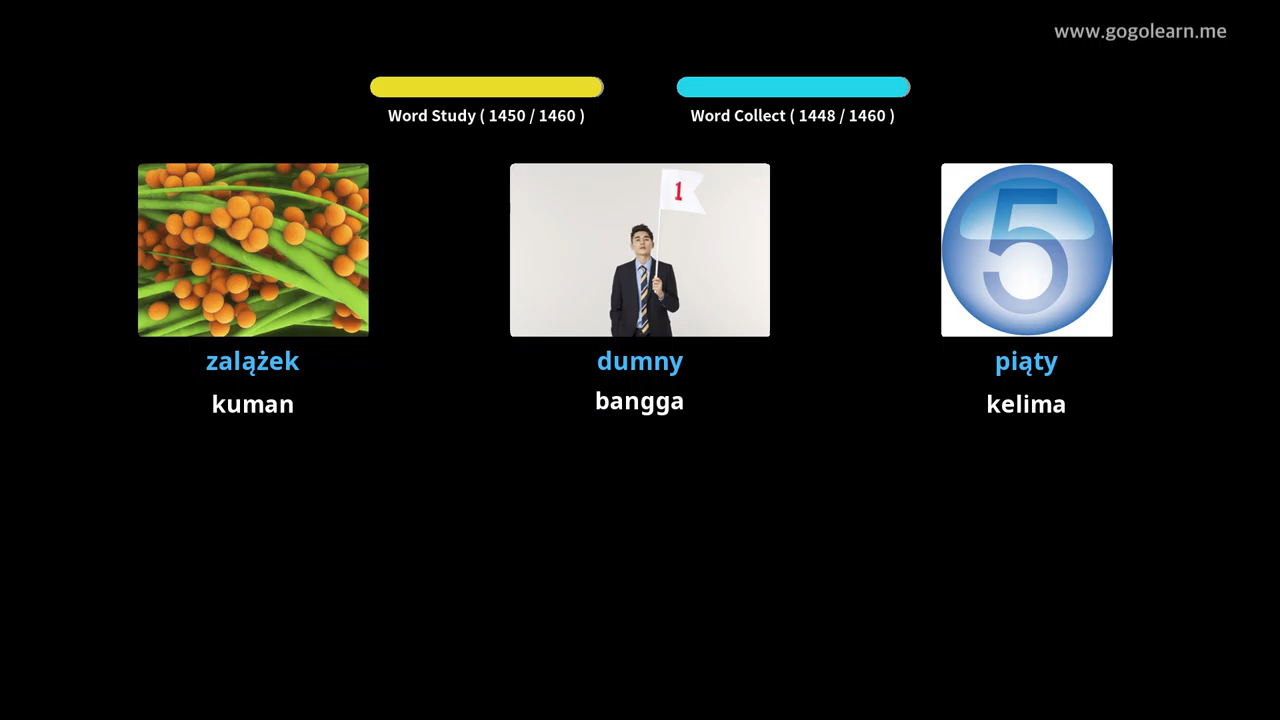 www.gogolearn.me
Word Study ( 1450 / 1460 )
Word Collect ( 1448 / 1460 )
1
5
zalążek
dumny
piąty
kuman
bangga
kelima